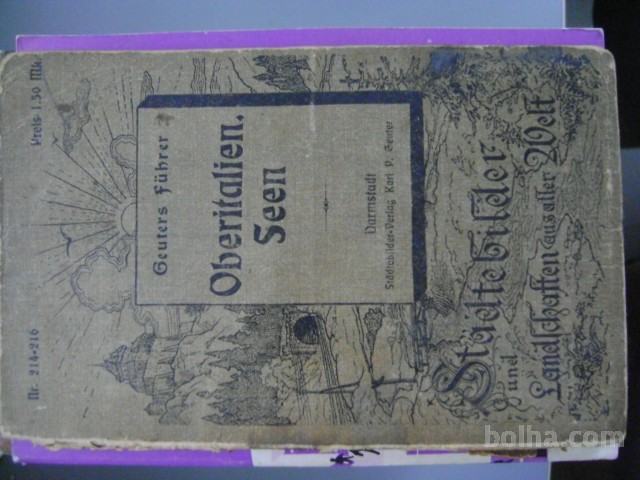 Nr. 214-216
Preis 1.50 Mk.
Geuters Führer
Oberitalien.
Seen
Darmstadt
Städtebilder-Verlag Karl P. Geuter
Städtebilder
und
Landschaften aus aller Welt
bolha.com